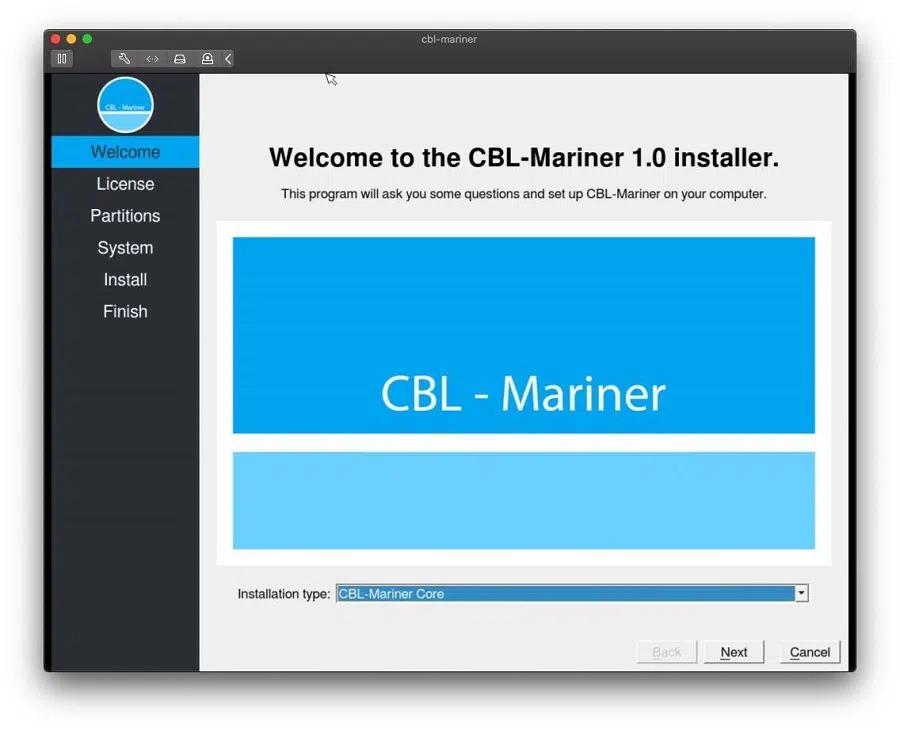 cbl-mariner
CBL - Mariner
Welcome
License
Partitions
System
Install
Finish
Welcome to the CBL-Mariner 1.0 installer.
This program will ask you some questions and set up CBL-Mariner on your computer.
CBL - Mariner
Installation type: CBL-Mariner Core
Back Next Cancel